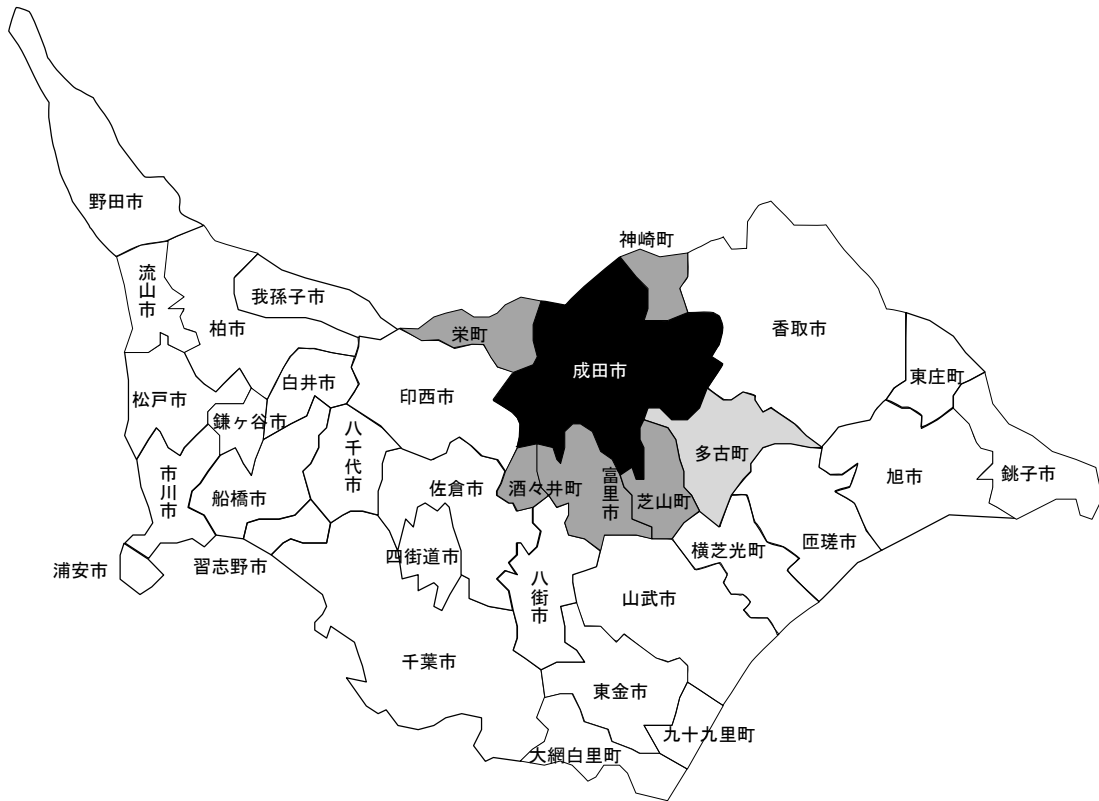 野田市
神崎町
流山市
我孫子市
柏市
栄町
香取市
成田市
東庄町
白井市
印西市
松戸市
鎌ヶ谷市
八千代市
多古町
旭市
銚子市
市川市
船橋市
佐倉市
酒々井町
富里市
芝山町
横芝光町
匝瑳市
浦安市
習志野市
四街道市
八街市
山武市
千葉市
東金市
九十九里町
大網白里町